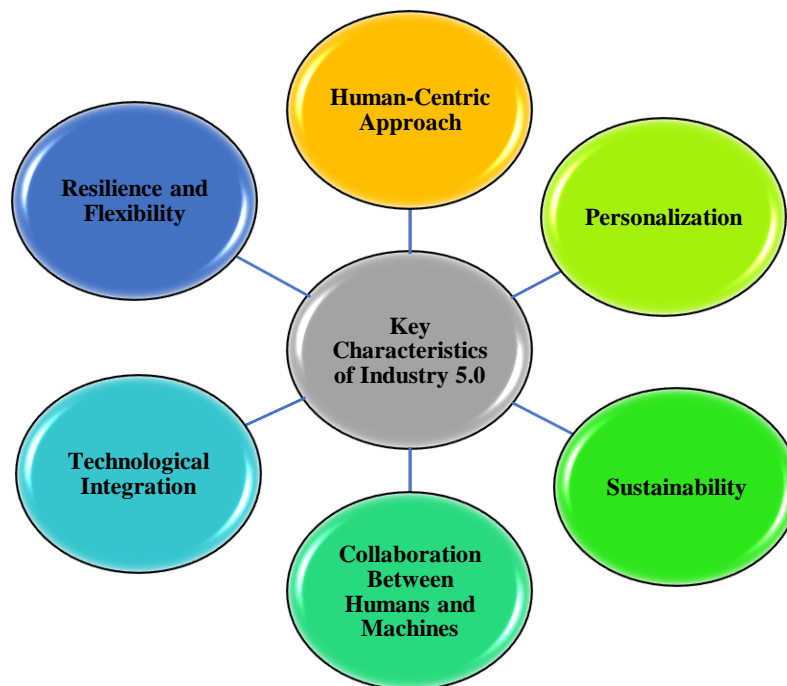 Human-Centric
Approach
Resilience and
Flexibility
Personalization
Key
Characteristics
of Industry 5.0
Technological
Integration
Sustainability
Collaboration
Between
Humans and
Machines